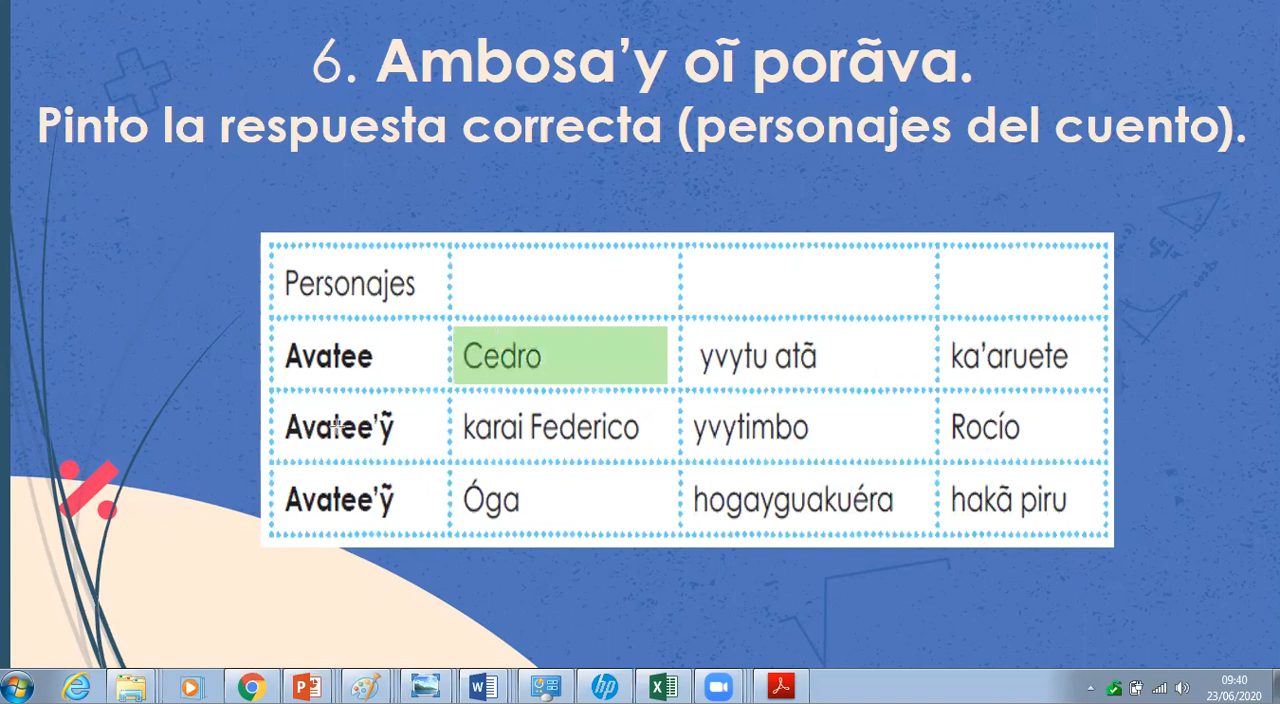 6. Ambosa’y oĩ porãva.
Pinto la respuesta correcta (personajes del cuento).
Personajes
Avatee Cedro yvytu atã ka’aruete
Avatee’ỹ karai Federico yvytimbo Rocío
Avatee’ỹ Óga hogayguakuéra hakã piru
09:40
23/06/2020